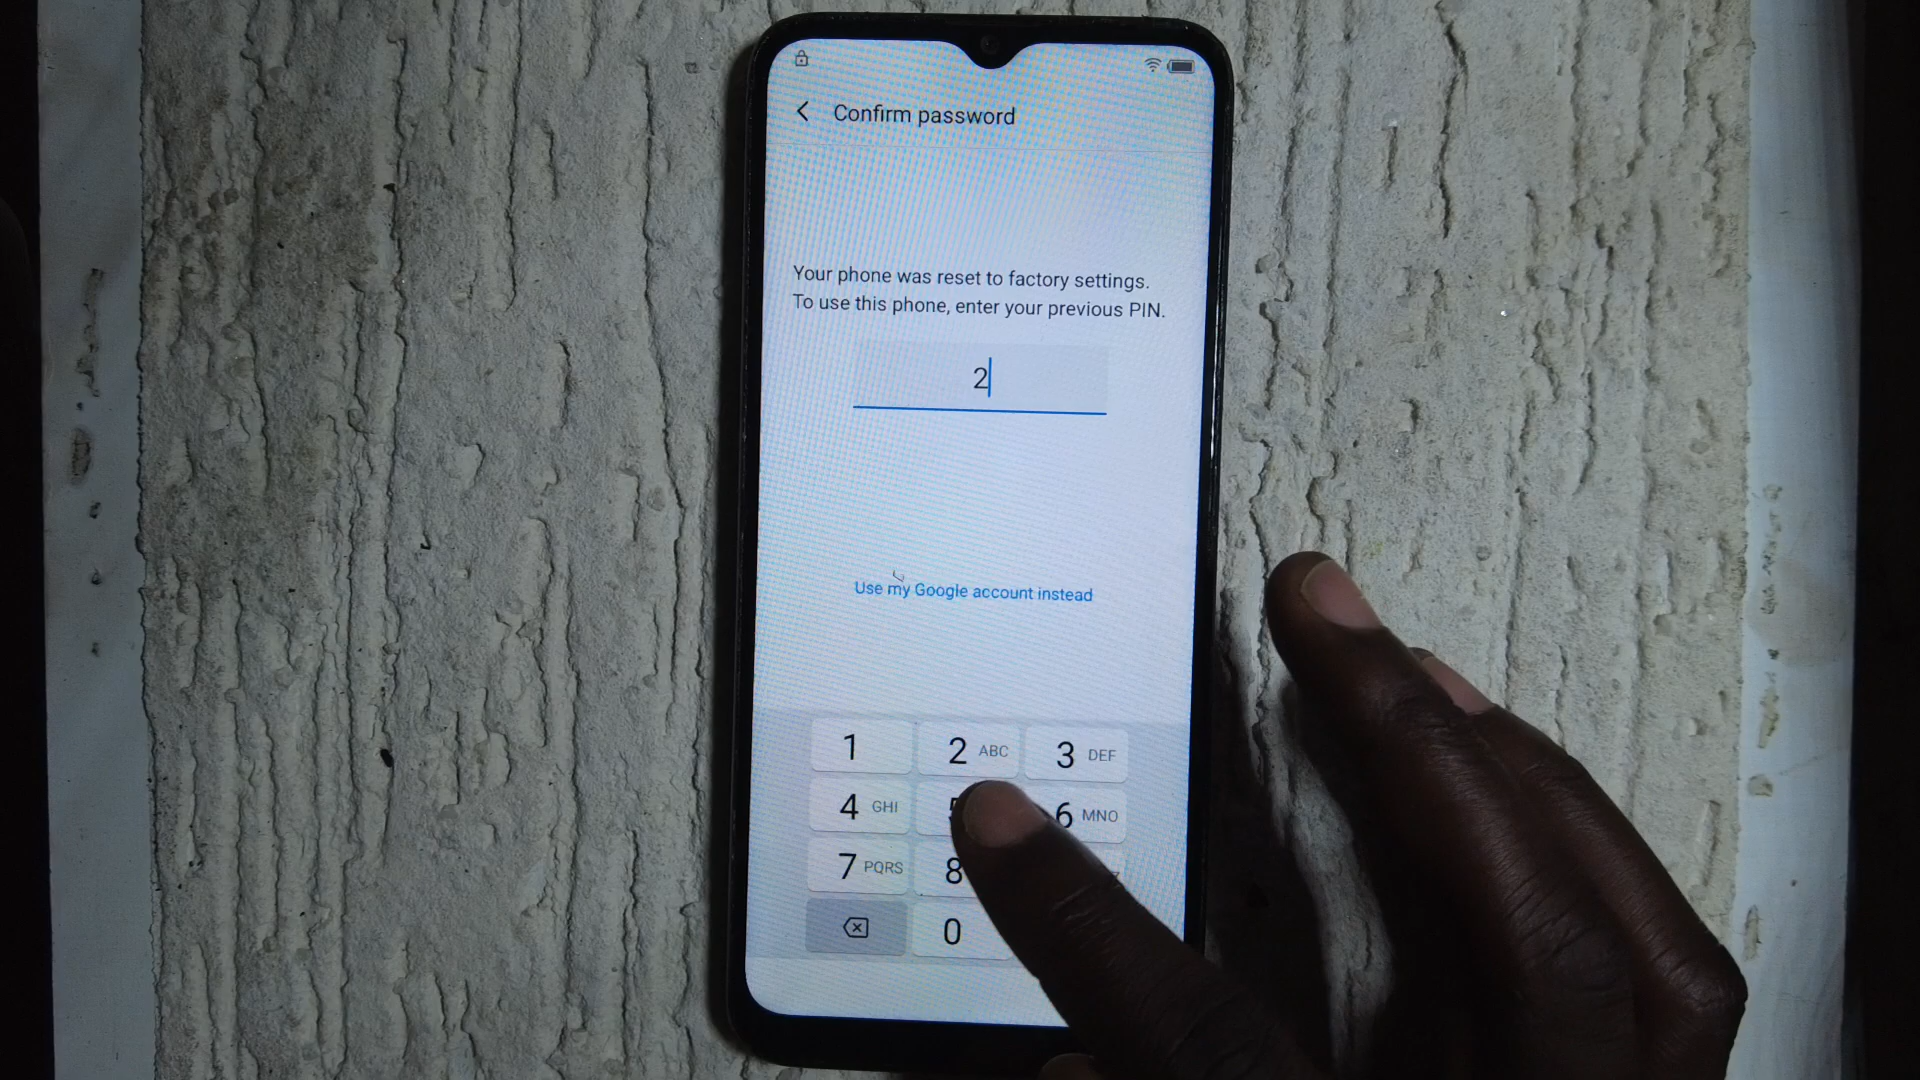 Confirm password
Your phone was reset to factory settings.
To use this phone, enter your previous PIN.
2
Use my Google account instead
1 2 ABC 3 DEF
4 GHI 6 MNO
7 PQRS 8
0